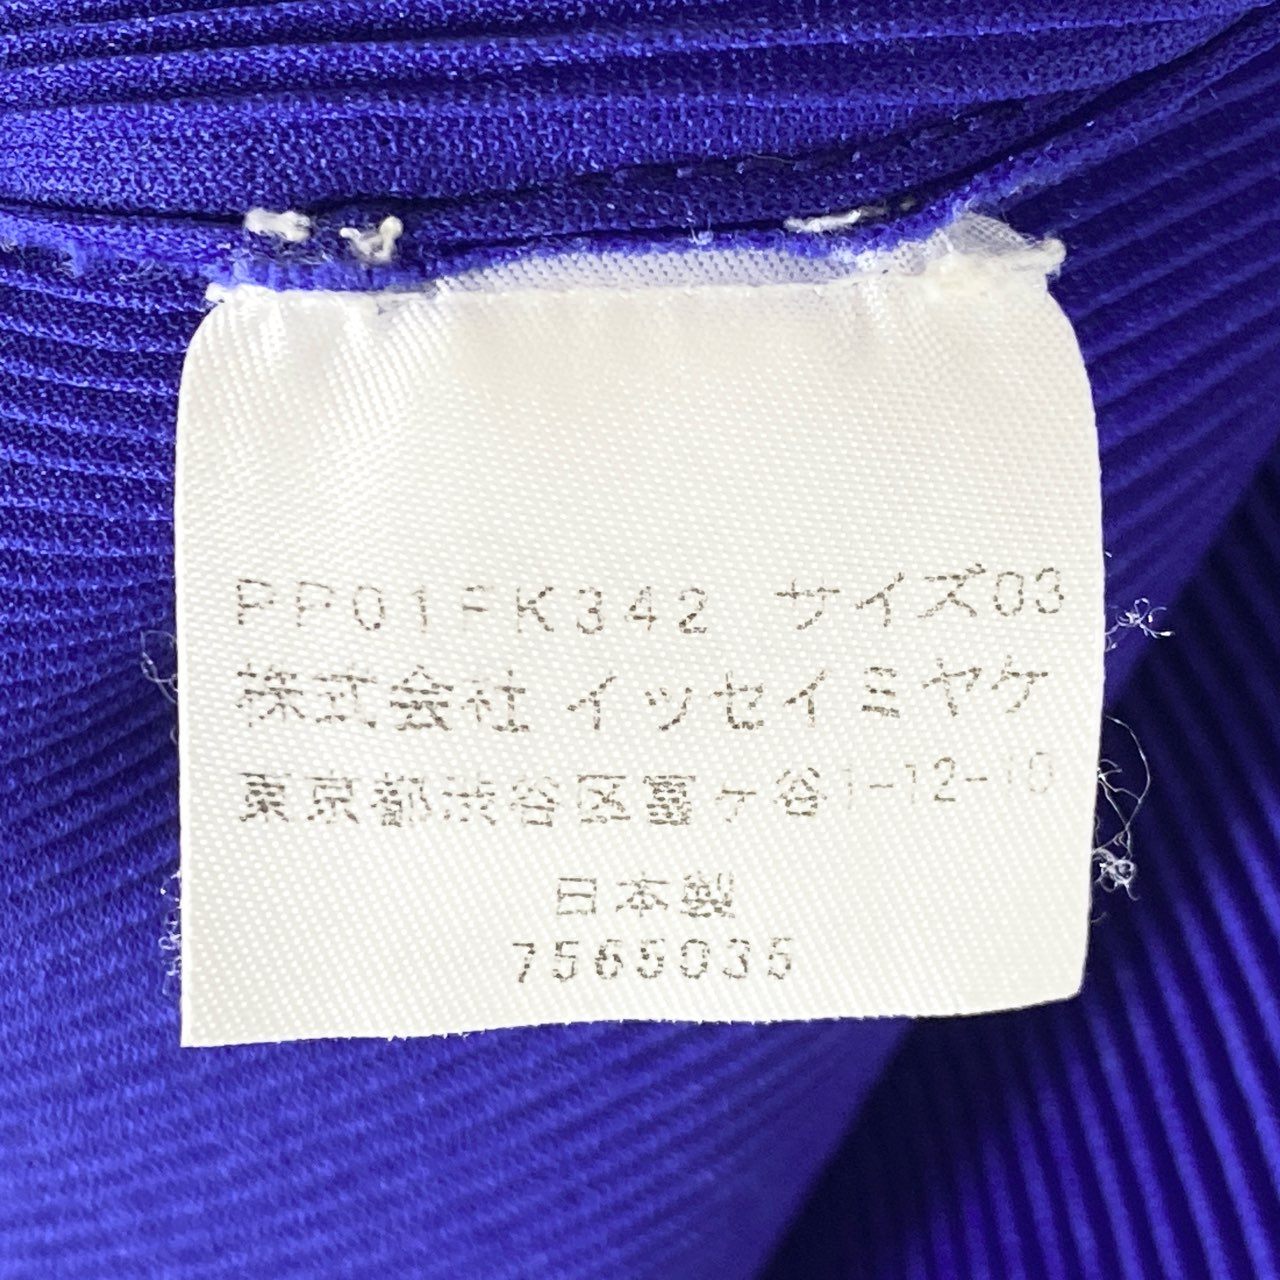 PP01FK342 サイズ03
株式会社 イッセイミヤケ
東京都渋谷区富ヶ谷1-12-10
日本製
7565035